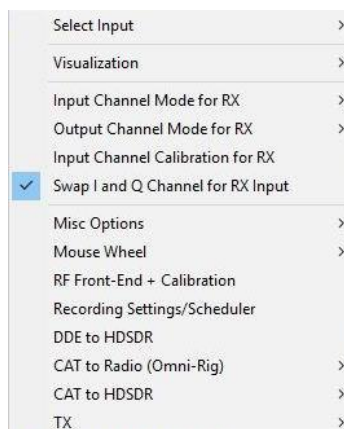 Select Input
Visualization
Input Channel Mode for RX
Output Channel Mode for RX
Input Channel Calibration for RX
Swap I and Q Channel for RX Input
Misc Options
Mouse Wheel
RF Front-End + Calibration
Recording Settings/Scheduler
DDE to HDSDR
CAT to Radio (Omni-Rig)
CAT to HDSDR
TX